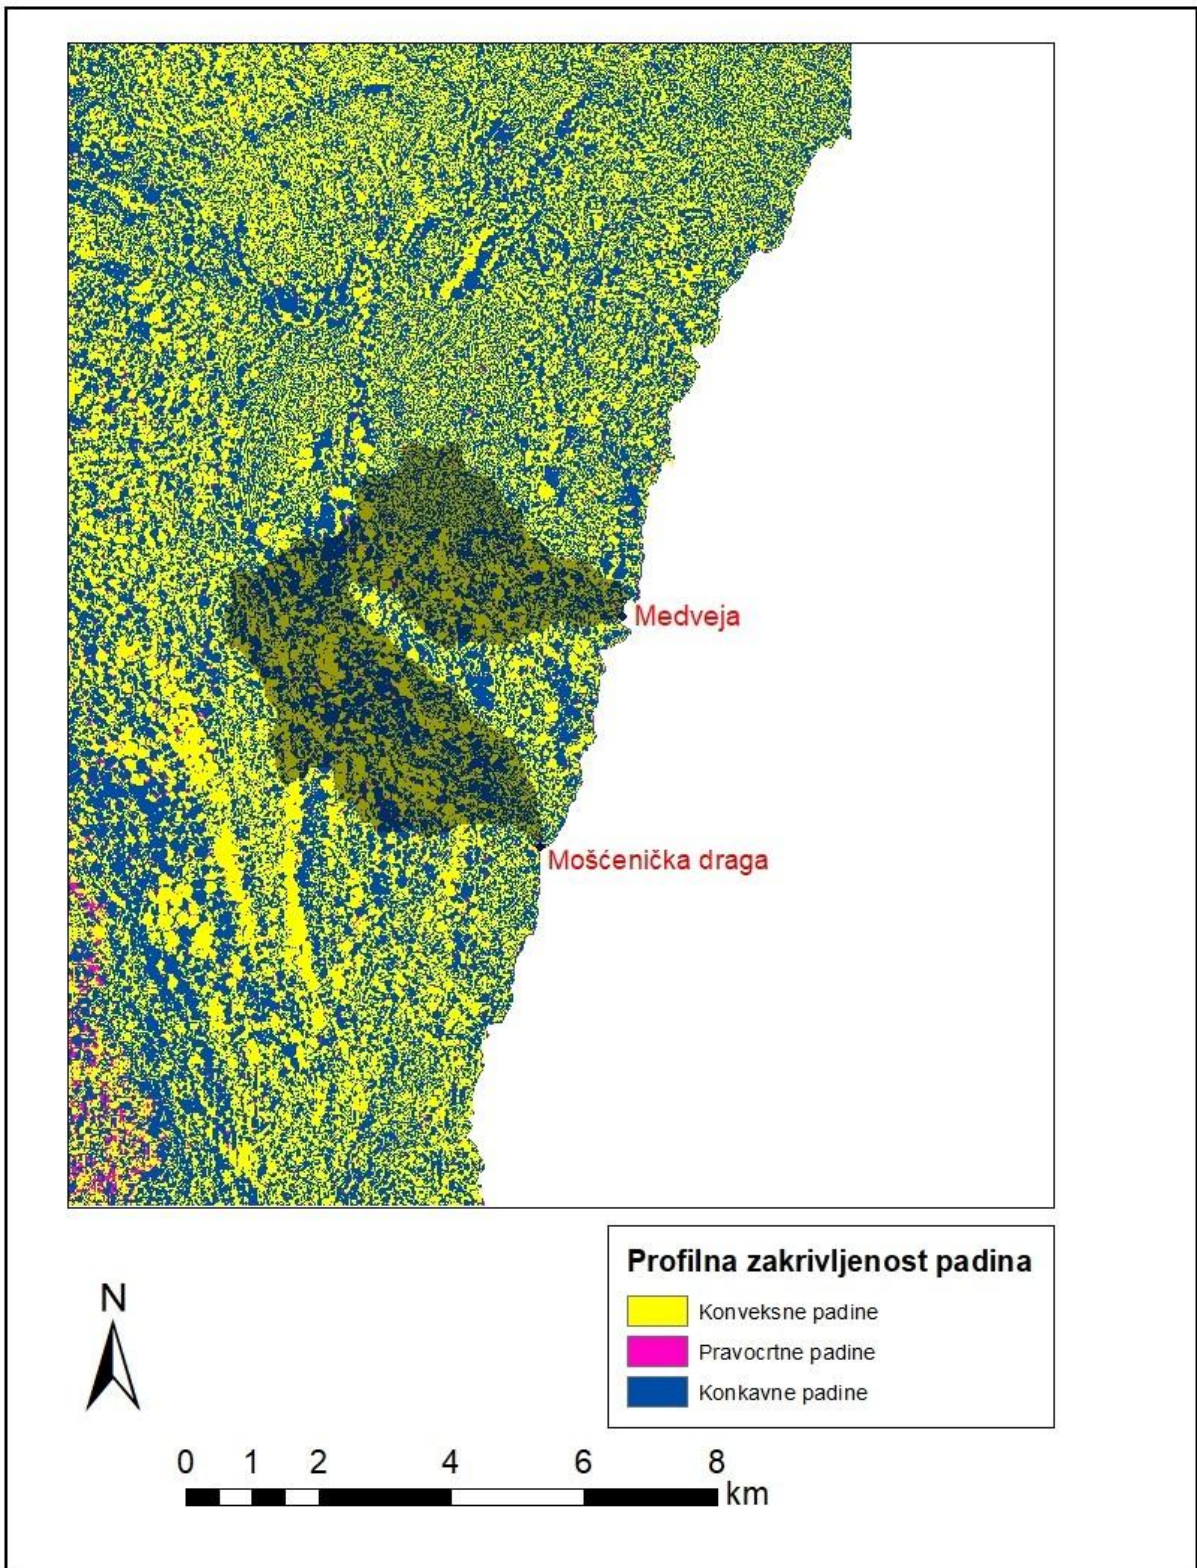 Medveja
Mošćenička draga
Profilna zakrivljenost padina
Konveksne padine
Pravocrtne padine
Konkavne padine
N
0 1 2 4 6 8
km